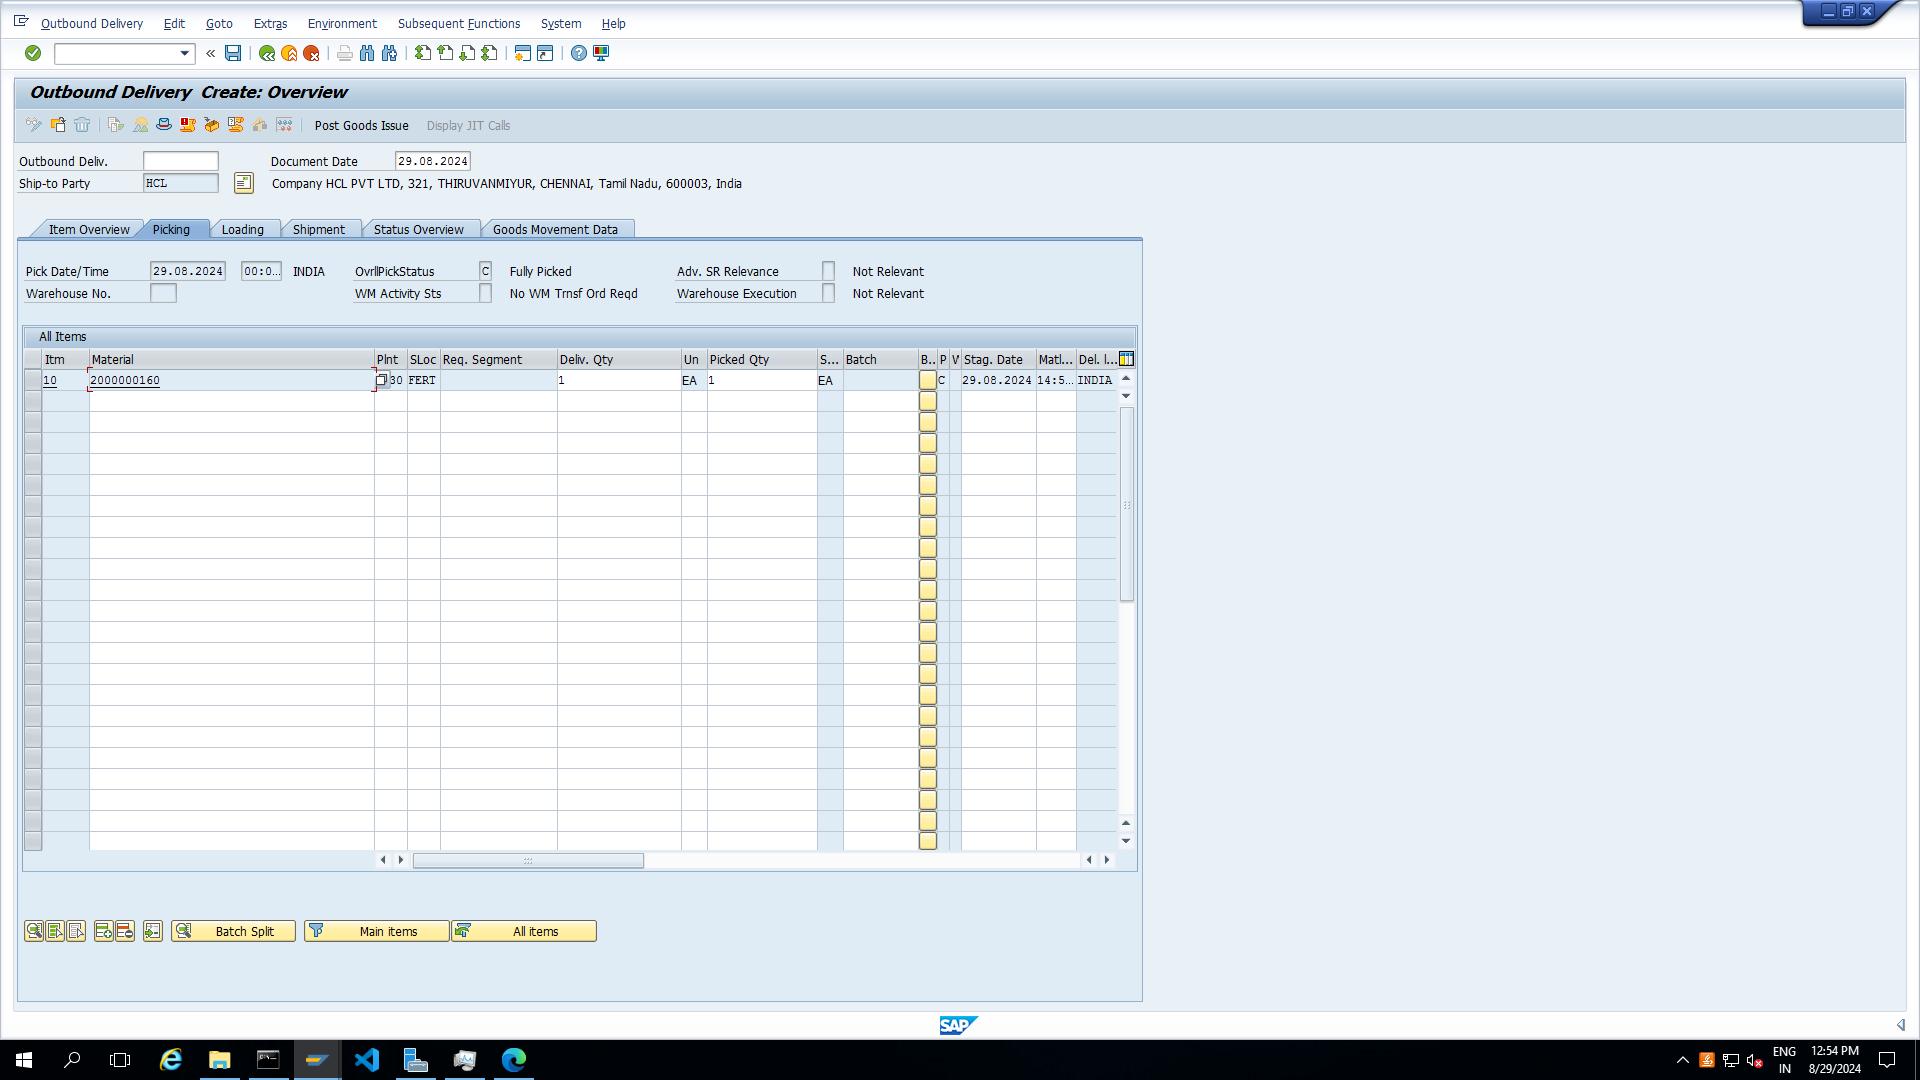 Outbound Delivery Edit Goto Extras Environment Subsequent Functions System Help
Outbound Delivery Create: Overview
Post Goods Issue Display JIT Calls
Outbound Deliv. Document Date 29.08.2024
Ship-to Party HCL Company HCL PVT LTD, 321, THIRUVANMIYUR, CHENNAI, Tamil Nadu, 600003, India
Item Overview Picking Loading Shipment Status Overview Goods Movement Data
Pick Date/Time 29.08.2024 00:0... INDIA OvrllPickStatus C Fully Picked Adv. SR Relevance Not Relevant
Warehouse No. WM Activity Sts No WM Trnsf Ord Reqd Warehouse Execution Not Relevant
All Items
Itm Material Plnt SLoc Req. Segment Deliv. Qty Un Picked Qty S... Batch B.. P V Stag. Date Matl... Del. l...
10 2000000160 30 FERT 1 EA 1 EA C 29.08.2024 14:5... INDIA
Batch Split Main items All items
SAP
ENG
IN
12:54 PM
8/29/2024